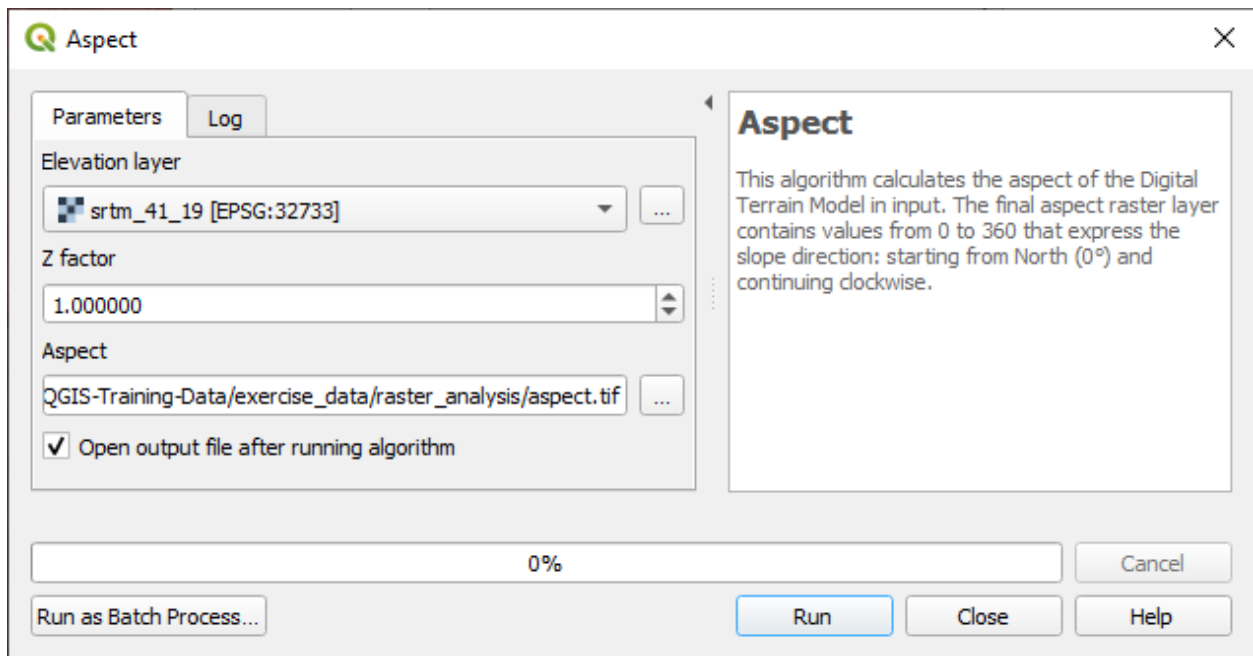 Aspect
Parameters
Log
Elevation layer
srtm_41_19 [EPSG:32733]
...
Z factor
1.000000
Aspect
QGIS-Training-Data/exercise_data/raster_analysis/aspect.tif
...
Open output file after running algorithm
Aspect
This algorithm calculates the aspect of the Digital
Terrain Model in input. The final aspect raster layer
contains values from 0 to 360 that express the
slope direction: starting from North (0°) and
continuing clockwise.
0%
Cancel
Run as Batch Process...
Run
Close
Help